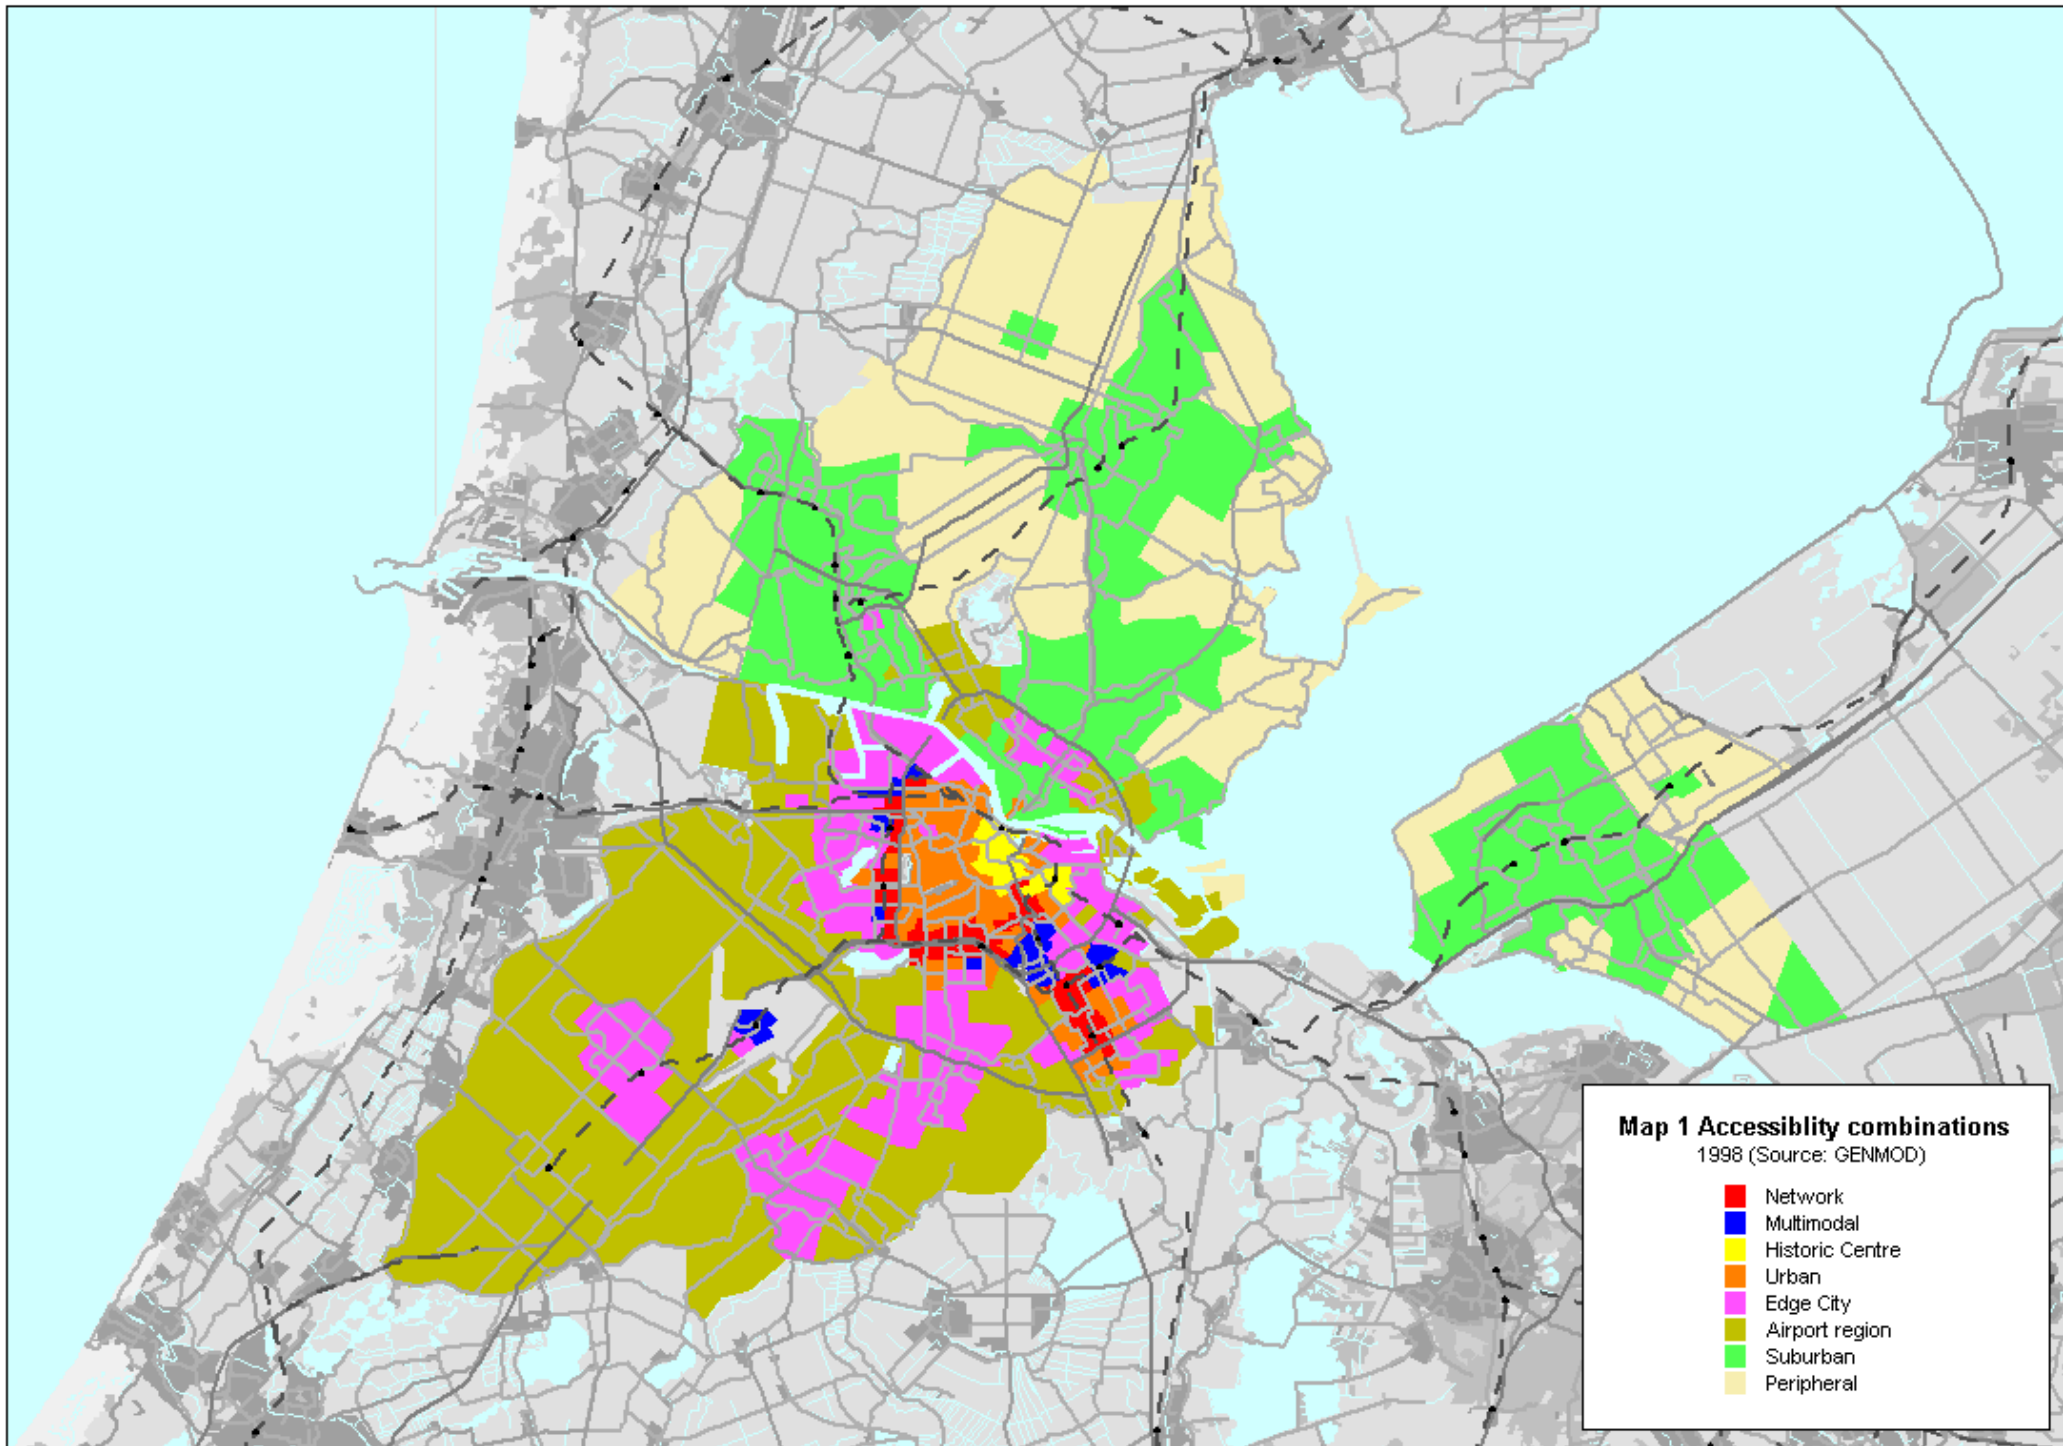 Map 1 Accessiblity combinations
1998 (Source: GENMOD)
Network
Multimodal
Historic Centre
Urban
Edge City
Airport region
Suburban
Peripheral